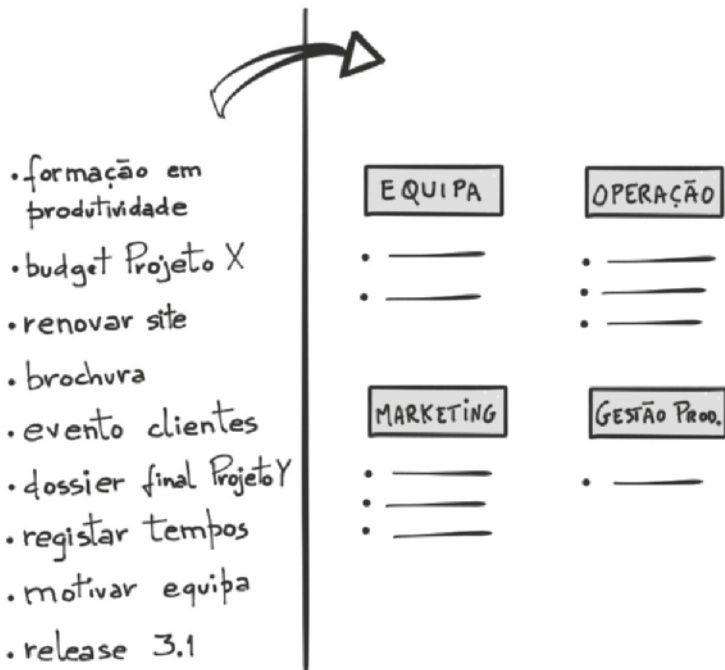 • formação em
produtividade
• budget Projeto X
• renovar site
• brochura
• evento clientes
• dossier final Projeto Y
• registar tempos
• motivar equipa
• release 3.1
EQUIPA
OPERAÇÃO
MARKETING
GESTÃO PROD.